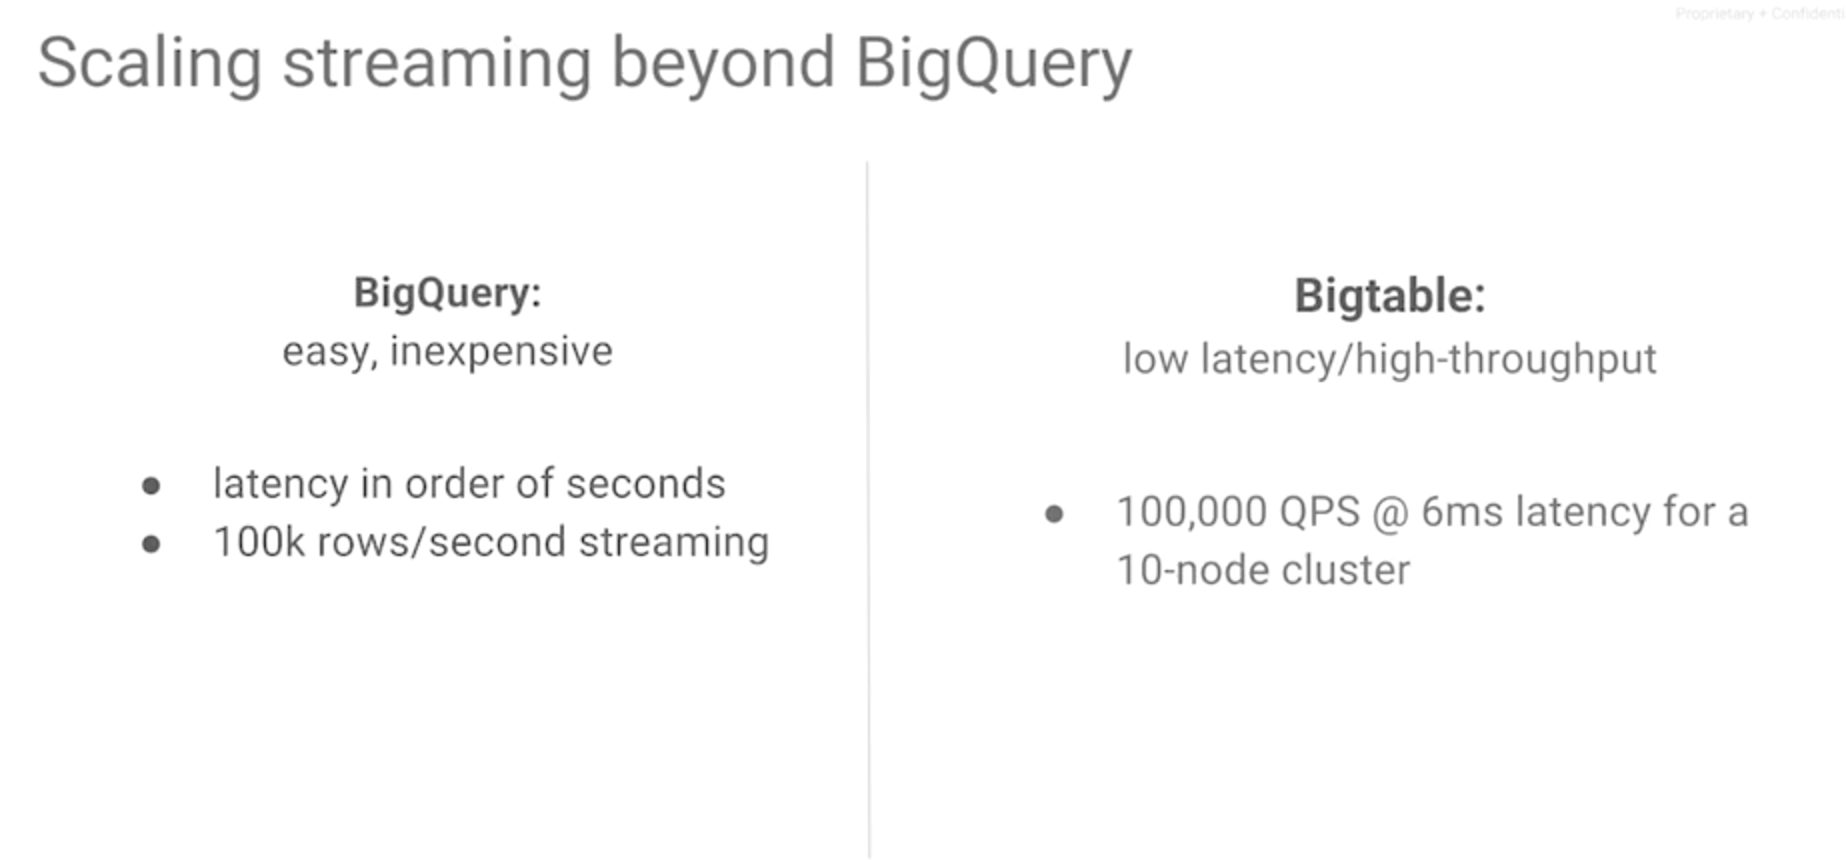 Proprietary + Confidenti
Scaling streaming beyond BigQuery
BigQuery:
easy, inexpensive
● latency in order of seconds
● 100k rows/second streaming
Bigtable:
low latency/high-throughput
● 100,000 QPS @ 6ms latency for a
10-node cluster